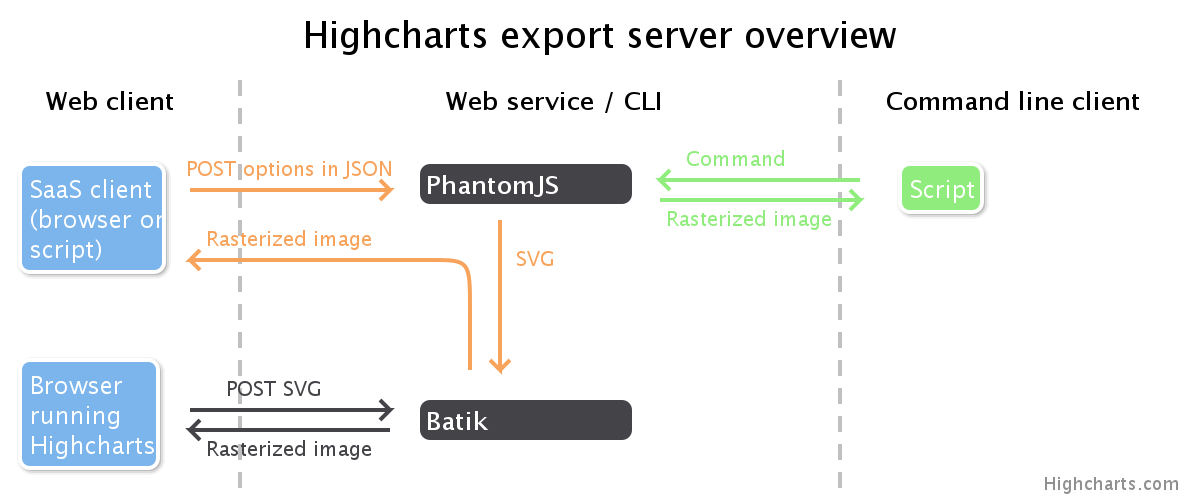 Highcharts export server overview
Web client
Web service / CLI
Command line client
POST options in JSON
SaaS client
(browser or
script)
PhantomJS
Command
Rasterized image
Script
Rasterized image
SVG
Browser
running
Highcharts
POST SVG
Rasterized image
Batik
Highcharts.com